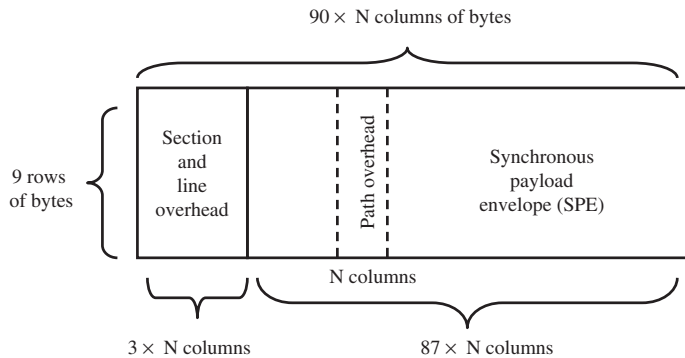 90 × N columns of bytes
9 rows
of bytes
Section
and
line
overhead
Path overhead
Synchronous
payload
envelope (SPE)
N columns
3 × N columns
87 × N columns